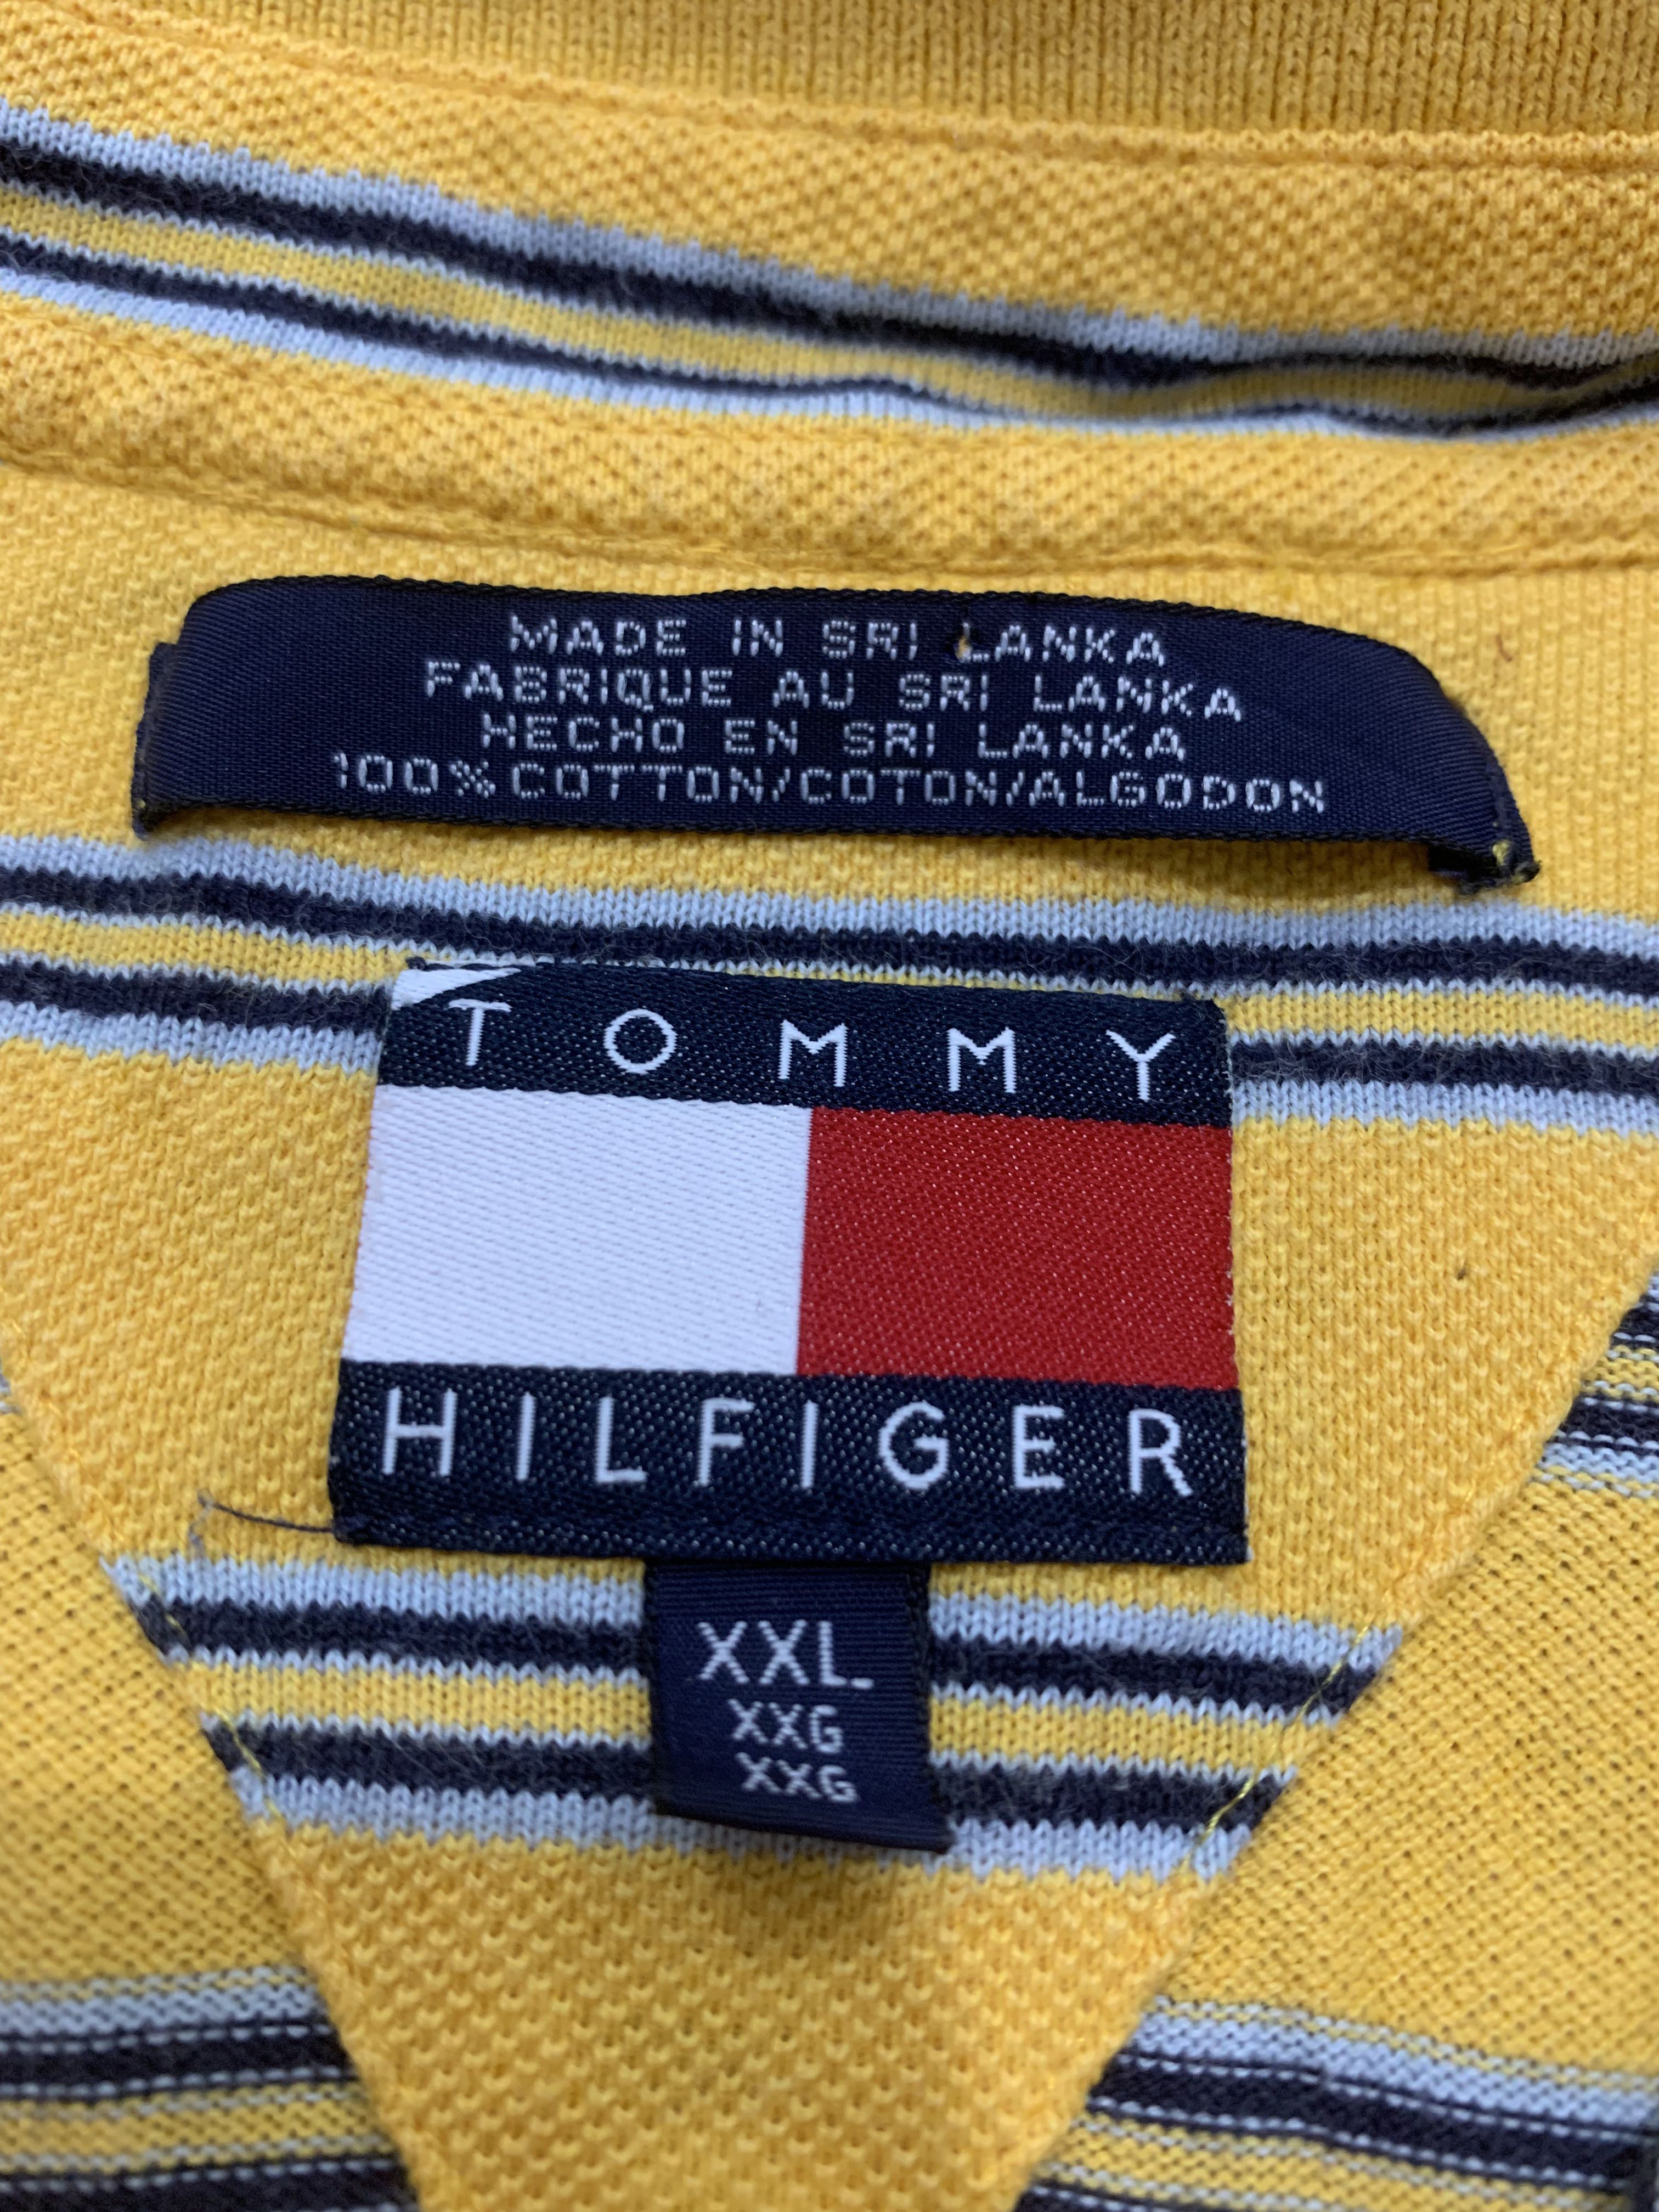 MADE IN SRI LANKA
FABRIQUE AU SRI LANKA
HECHO EN SRI LANKA
100% COTTON/COTON/ALGODON
TOMMY
HILFIGER
XXL
XXG
XXG